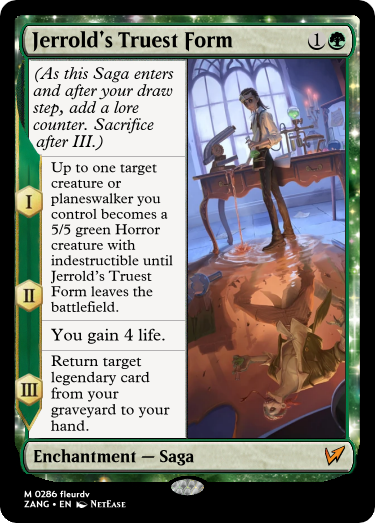 Jerrold's Truest Form 1
(As this Saga enters
and after your draw
step, add a lore
counter. Sacrifice
after III.)
I
Up to one target
creature or
planeswalker you
control becomes a
5/5 green Horror
creature with
indestructible until
Jerrold's Truest
Form leaves the
battlefield.
II
You gain 4 life.
III
Return target
legendary card
from your
graveyard to your
hand.
Enchantment — Saga
M 0286 fleurdv
ZANG • EN NetEase